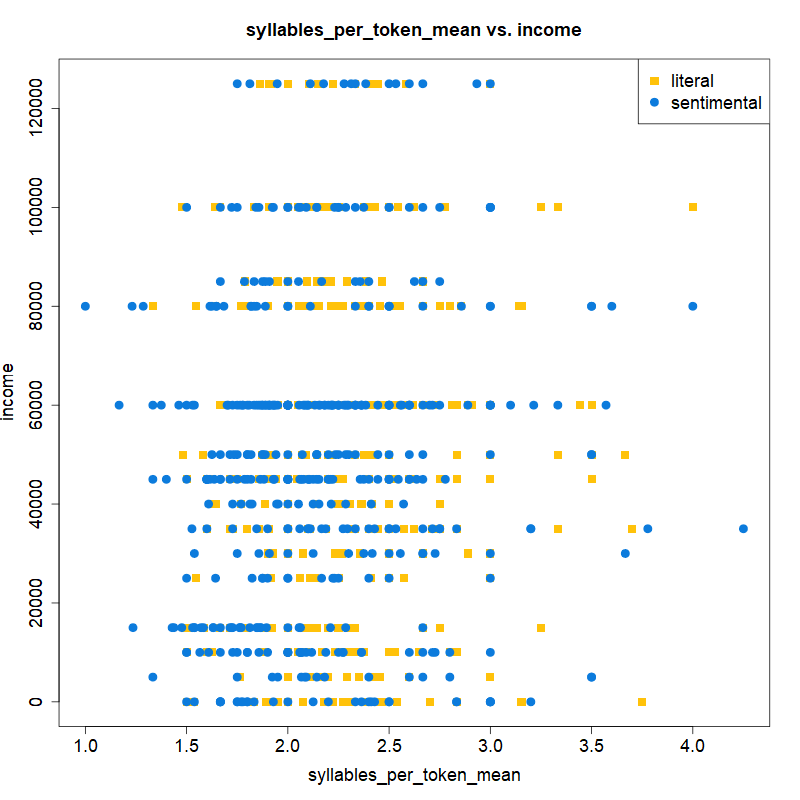 syllables_per_token_mean vs. income
literal
sentimental
income
120000
100000
80000
60000
40000
20000
0
1.0 1.5 2.0 2.5 3.0 3.5 4.0
syllables_per_token_mean